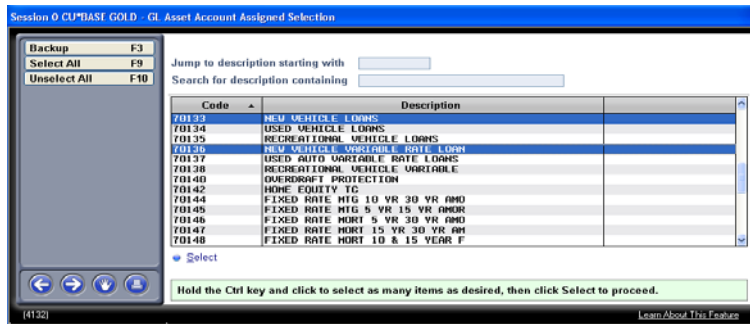 Session 0 CU*BASE GOLD - GL Asset Account Assigned Selection
Backup F3
Select All F9
Unselect All F10
Jump to description starting with
Search for description containing
Code Description
70133 NEW VEHICLE LOANS
70134 USED VEHICLE LOANS
70135 RECREATIONAL VEHICLE LOANS
70136 NEW VEHICLE VARIABLE RATE LOAN
70137 USED AUTO VARIABLE RATE LOANS
70138 RECREATIONAL VEHICLE VARIABLE
70140 OVERDRAFT PROTECTION
70142 HOME EQUITY TC
70144 FIXED RATE MTG 10 YR 30 YR AMO
70145 FIXED RATE MTG 5 YR 15 YR AMOR
70146 FIXED RATE MORT 5 YR 30 YR AMO
70147 FIXED RATE MORT 15 YR 30 YR AM
70148 FIXED RATE MORT 10 & 15 YEAR F
Select
Hold the Ctrl key and click to select as many items as desired, then click Select to proceed.
(4132) Learn About This Feature